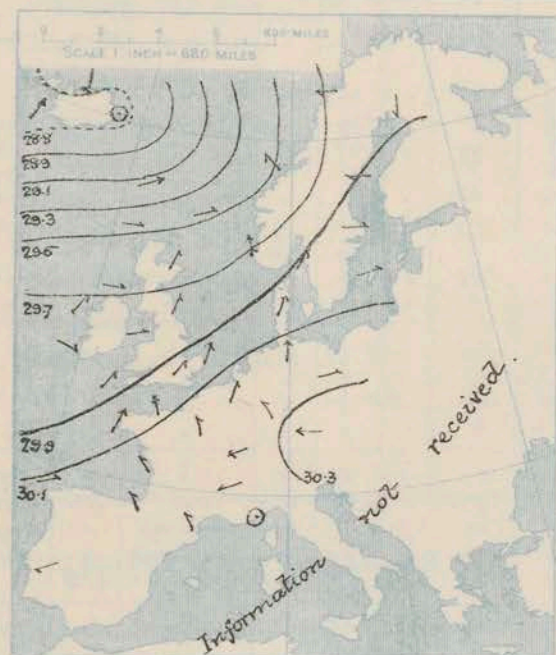 SCALE 1 INCH = 680 MILES
28.8
28.9
29.1
29.3
29.5
29.7
29.9
30.1
30.3
Information
not
received.